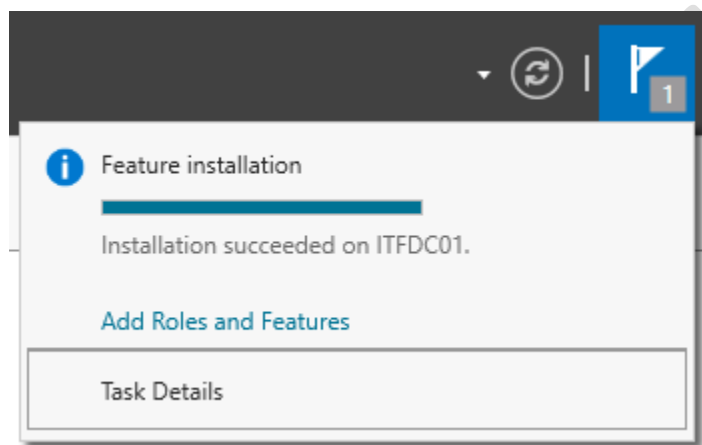 1
Feature installation
Installation succeeded on ITFDC01.
Add Roles and Features
Task Details